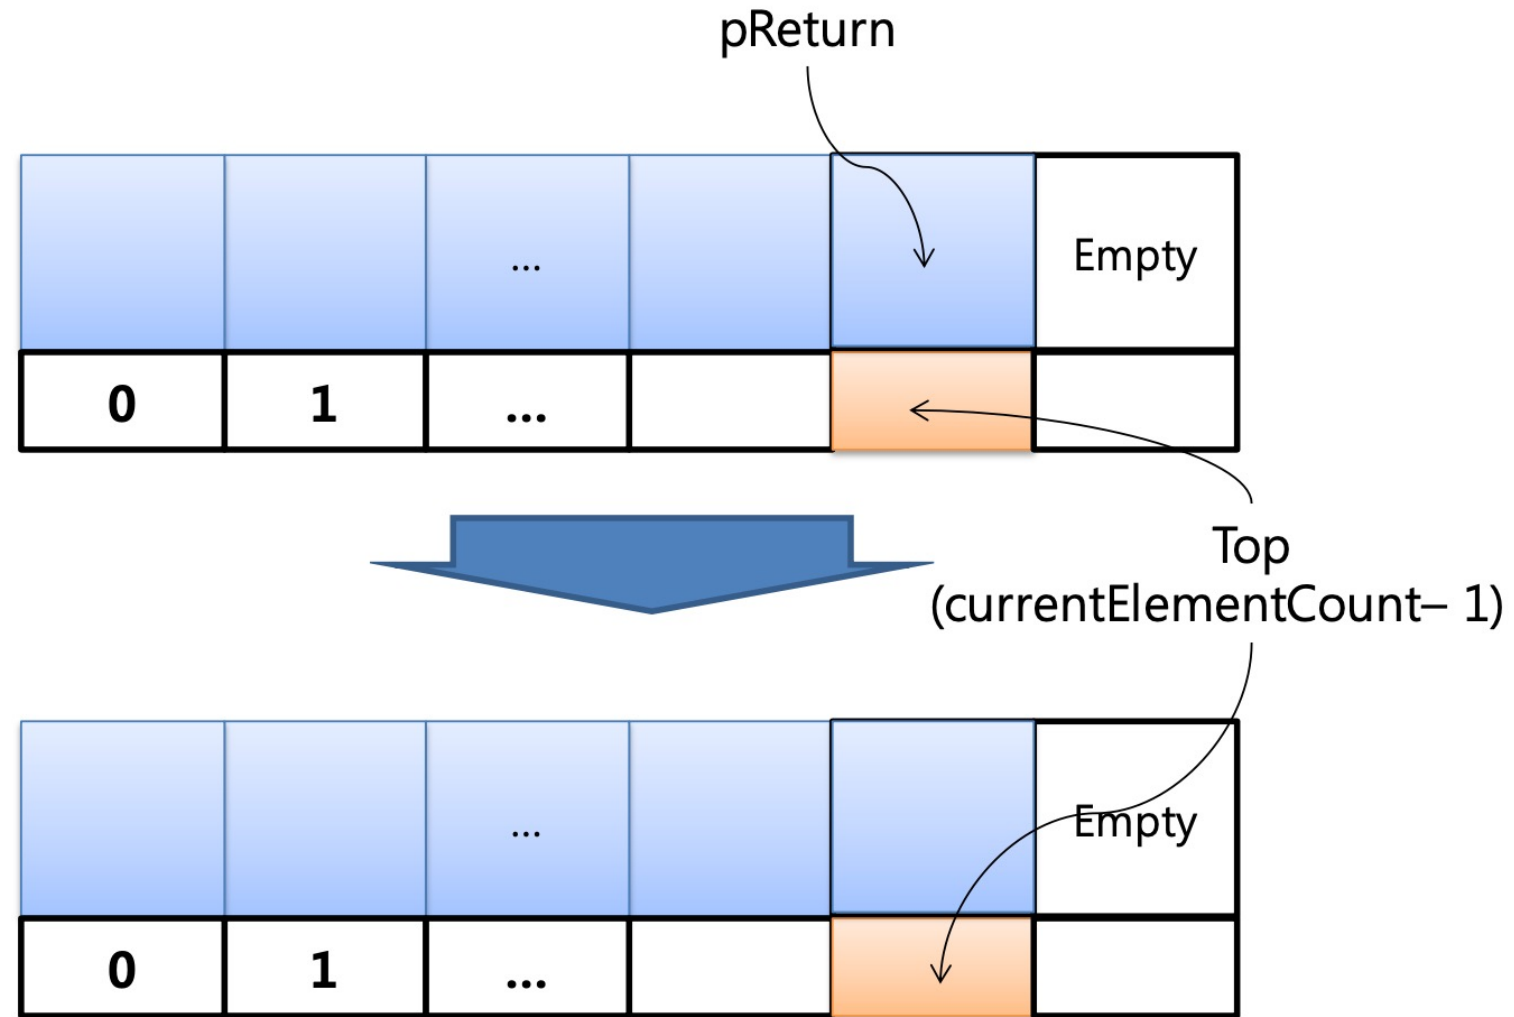 pReturn
... Empty
0 1 ...
Top
(currentElementCount– 1)
... Empty
0 1 ...